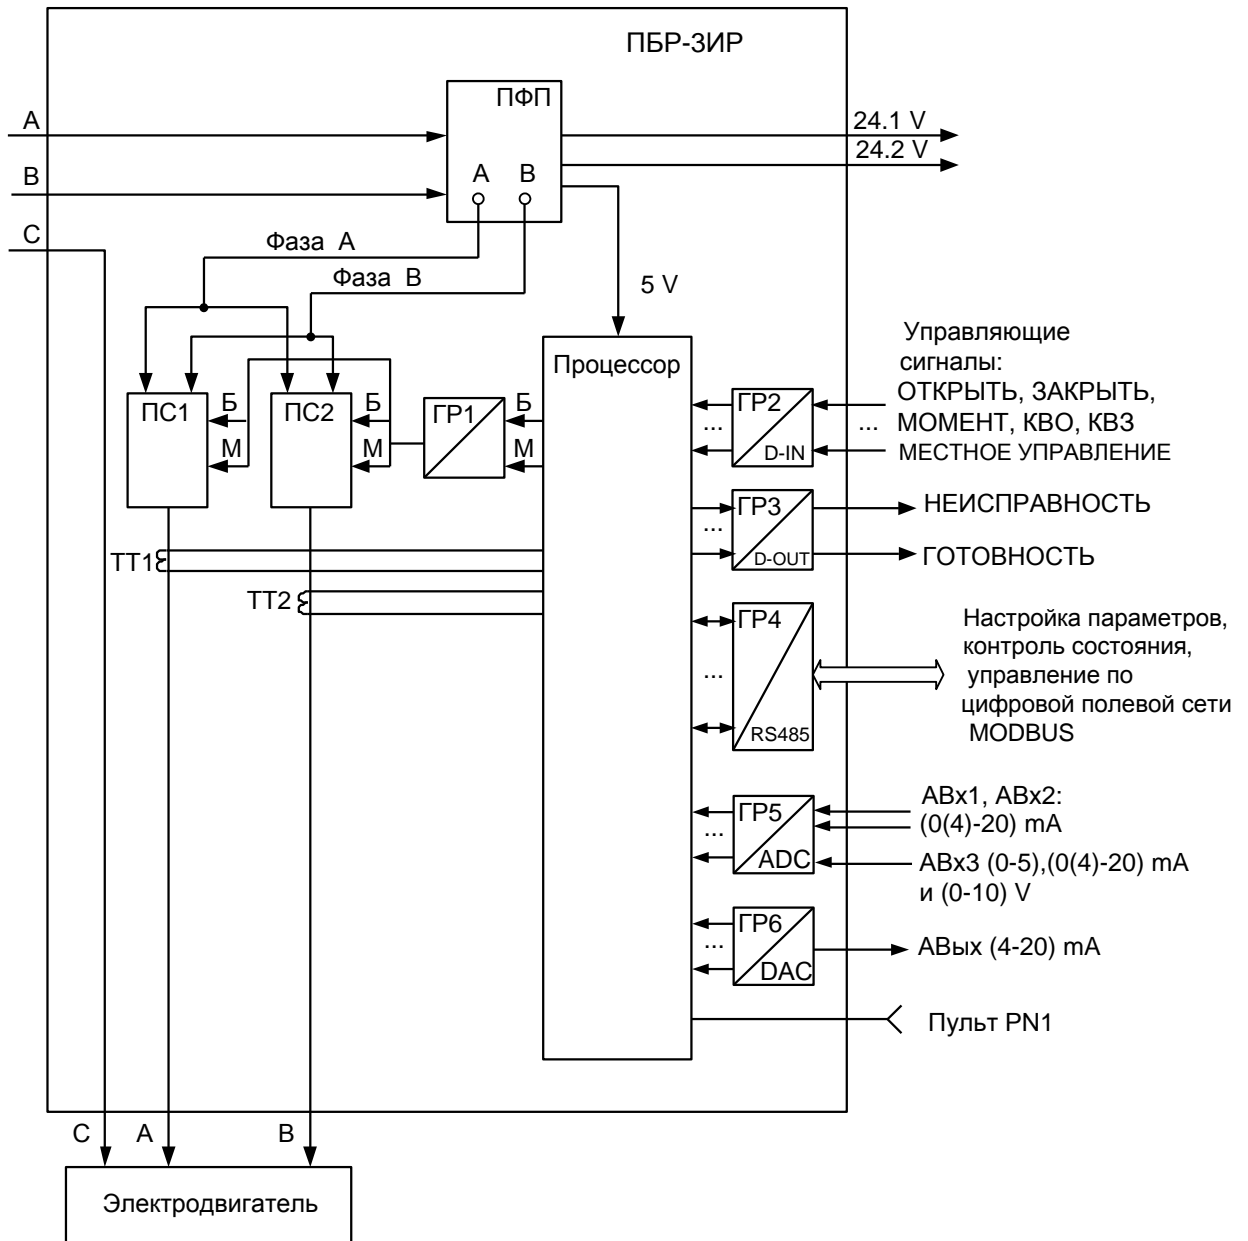 ПБР-3ИР
ПФП
А
В
С
А В
24.1 V
24.2 V
Фаза А
Фаза В
5 V
Процессор
ПС1
Б
М
ПС2
Б
М
ГР1
Б
М
ТТ1
ТТ2
ГР2
D-IN
...
...
Управляющие
сигналы:
ОТКРЫТЬ, ЗАКРЫТЬ,
МОМЕНТ, КВО, КВЗ
МЕСТНОЕ УПРАВЛЕНИЕ
ГР3
D-OUT
...
НЕИСПРАВНОСТЬ
ГОТОВНОСТЬ
ГР4
RS485
...
Настройка параметров,
контроль состояния,
управление по
цифровой полевой сети
MODBUS
ГР5
ADC
...
АВх1, АВх2:
(0(4)-20) mA
АВх3 (0-5),(0(4)-20) mA
и (0-10) V
ГР6
DAC
...
АВых (4-20) mA
Пульт PN1
С А В
Электродвигатель